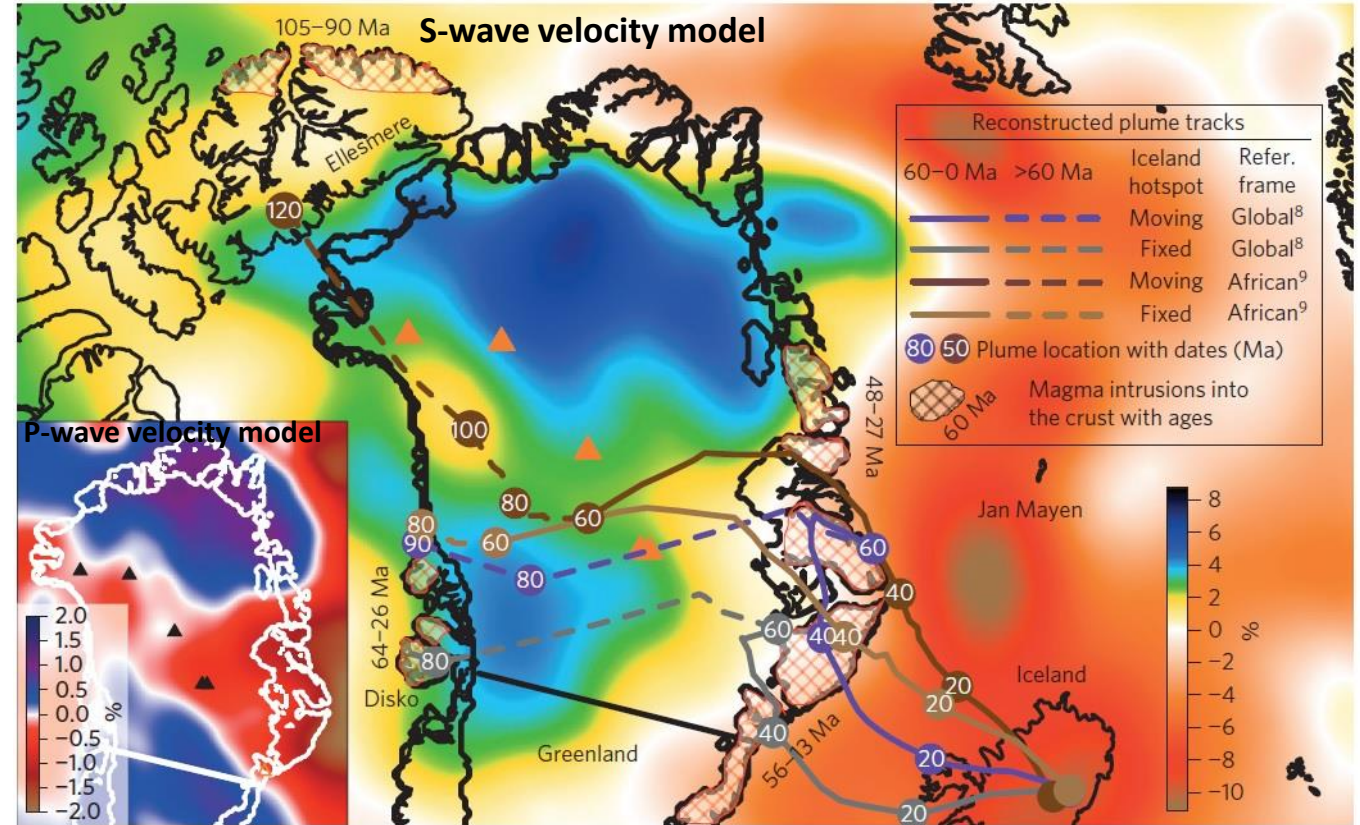 105–90 Ma
S-wave velocity model
Ellesmere
Reconstructed plume tracks
60–0 Ma >60 Ma Iceland hotspot Refer. frame
Moving Global⁸
Fixed Global⁸
Moving African⁹
Fixed African⁹
80 50 Plume location with dates (Ma)
60 Ma Magma intrusions into
the crust with ages
120
100
80
60
80
60
90
80
60
80
60
40
40
40
40
20
20
20
20
48–27 Ma
64–26 Ma
56–13 Ma
Disko
Greenland
Jan Mayen
Iceland
8
6
4
2
0
−2
−4
−6
−8
−10
%
P-wave velocity model
2.0
1.5
1.0
0.5
0.0
−0.5
−1.0
−1.5
−2.0
%